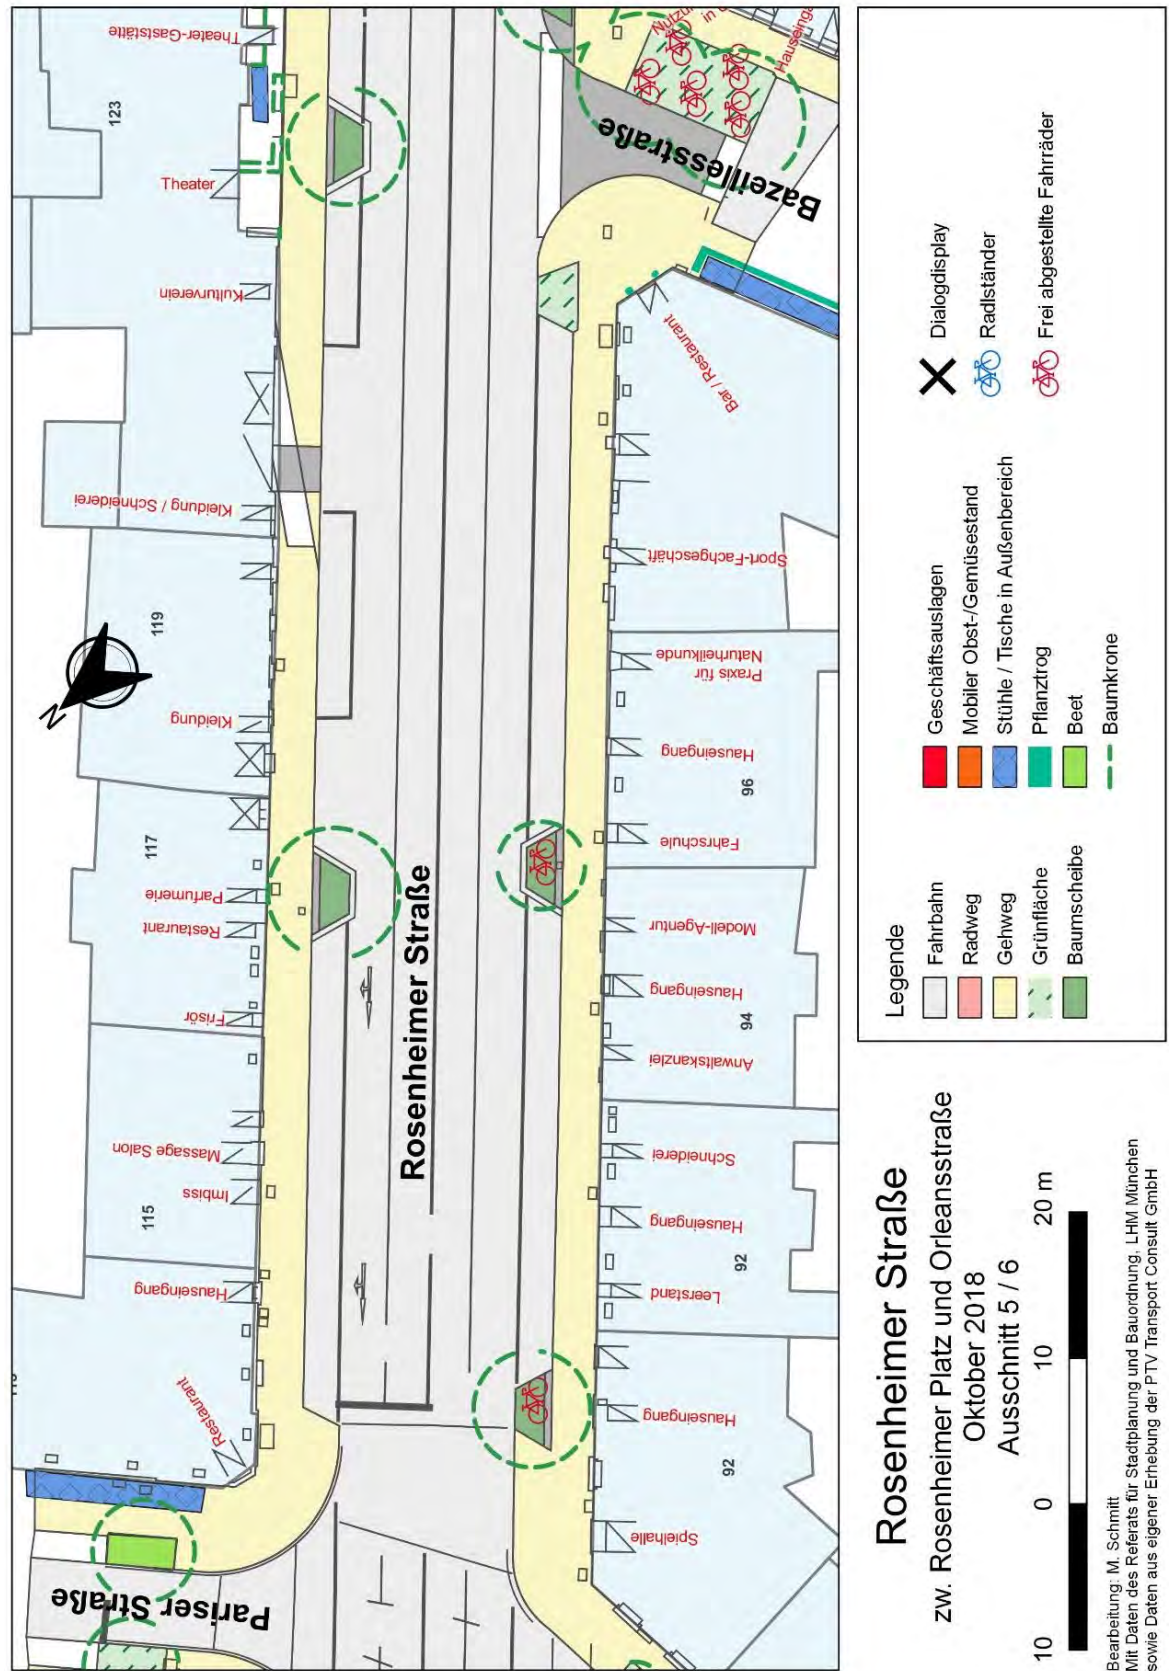 Theater-Gaststätte
123
Theater
Kulturverein
Kleidung / Schneiderei
119
N
Kleidung
117
Parfumerie
Restaurant
Frisör
Massage Salon
Imbiss
115
Hauseingang
Restaurant
Pariser Straße
Rosenheimer Straße
Bazeillesstraße
Nutzu
in
Hauseinga
Bar / Restaurant
Sport-Fachgeschäft
Praxis für
Naturheilkunde
Hauseingang
96
Fahrschule
Modell-Agentur
Hauseingang
94
Anwaltskanzlei
Schneiderei
Hauseingang
92
Leerstand
Hauseingang
92
Spielhalle
Rosenheimer Straße
zw. Rosenheimer Platz und Orleansstraße
Oktober 2018
Ausschnitt 5 / 6
10 0 10 20 m
Bearbeitung: M. Schmitt
Mit Daten des Referats für Stadtplanung und Bauordnung, LHM München
sowie Daten aus eigener Erhebung der PTV Transport Consult GmbH
Legende
Fahrbahn
Radweg
Gehweg
Grünfläche
Baumscheibe
Geschäftsauslagen
Mobiler Obst-/Gemüsestand
Stühle / Tische in Außenbereich
Pflanztrog
Beet
Baumkrone
Dialogdisplay
Radlständer
Frei abgestellte Fahrräder